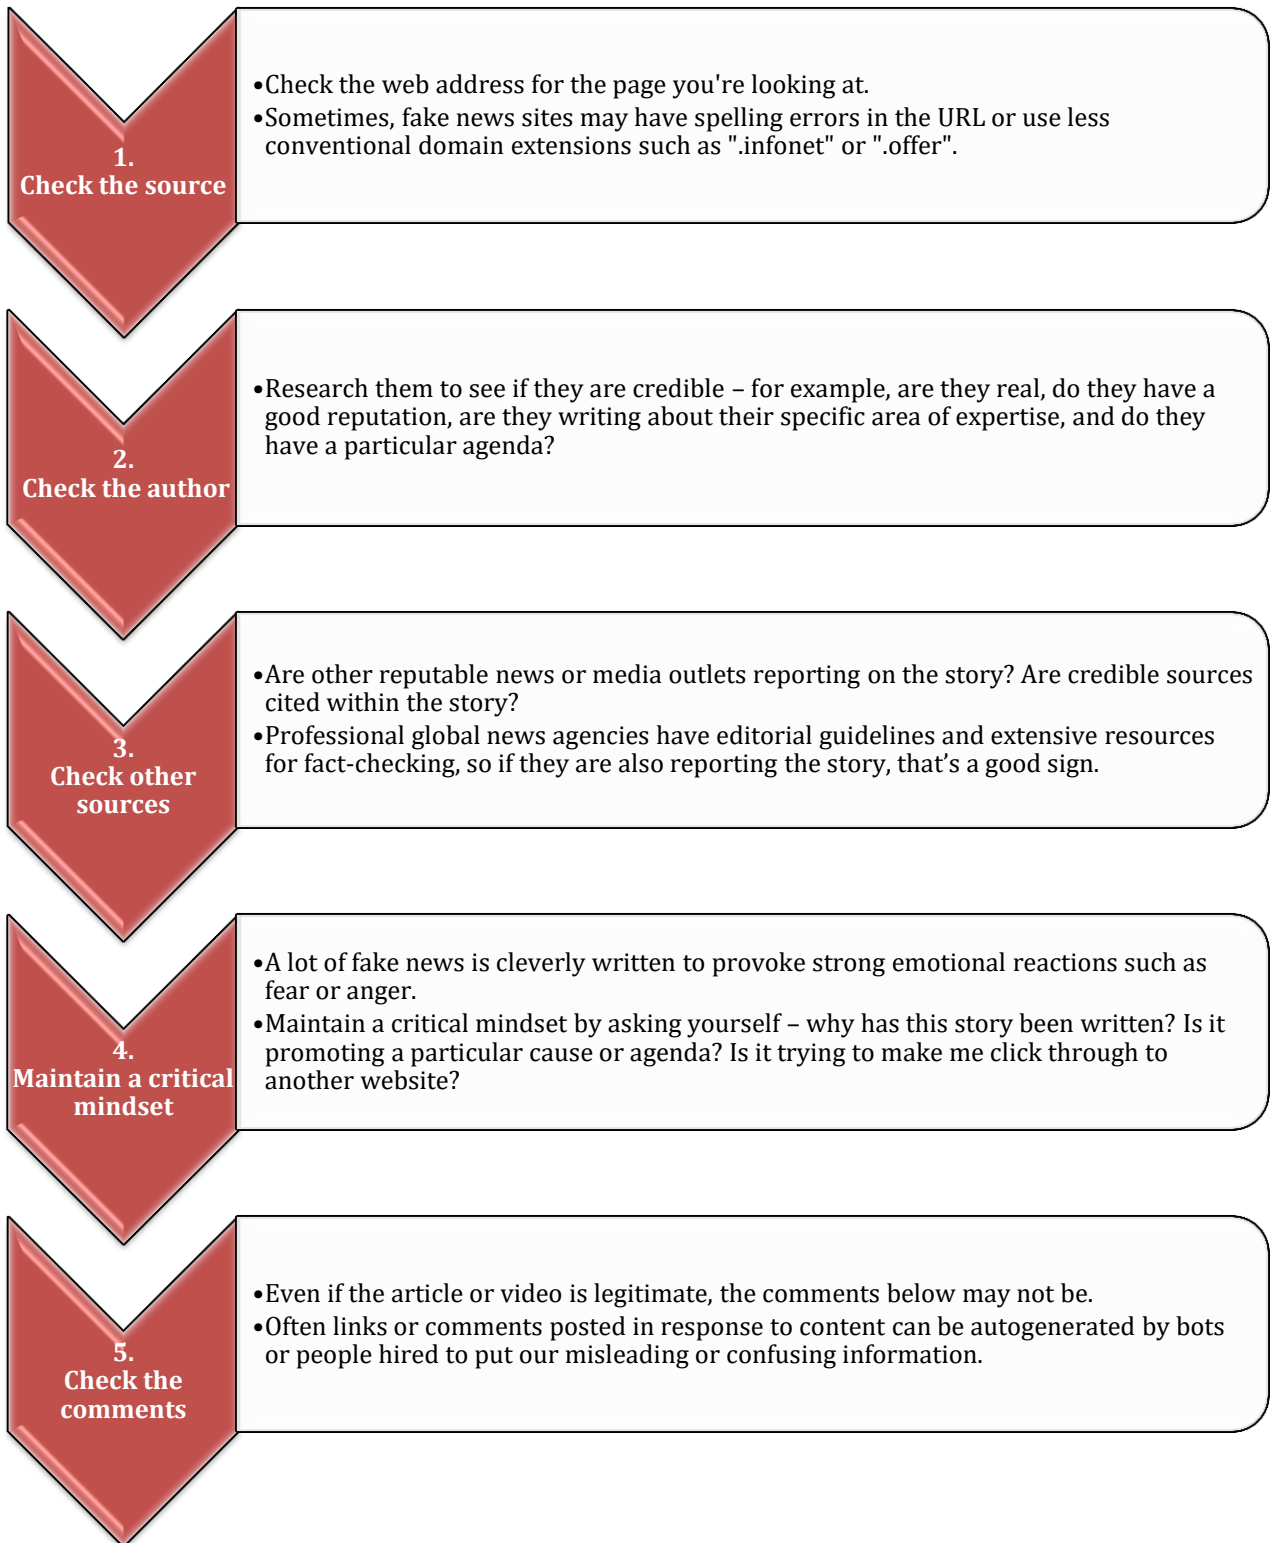 1.
Check the source
•Check the web address for the page you're looking at.
•Sometimes, fake news sites may have spelling errors in the URL or use less
conventional domain extensions such as ".infonet" or ".offer".
2.
Check the author
•Research them to see if they are credible – for example, are they real, do they have a
good reputation, are they writing about their specific area of expertise, and do they
have a particular agenda?
3.
Check other
sources
•Are other reputable news or media outlets reporting on the story? Are credible sources
cited within the story?
•Professional global news agencies have editorial guidelines and extensive resources
for fact-checking, so if they are also reporting the story, that’s a good sign.
4.
Maintain a critical
mindset
•A lot of fake news is cleverly written to provoke strong emotional reactions such as
fear or anger.
•Maintain a critical mindset by asking yourself – why has this story been written? Is it
promoting a particular cause or agenda? Is it trying to make me click through to
another website?
5.
Check the
comments
•Even if the article or video is legitimate, the comments below may not be.
•Often links or comments posted in response to content can be autogenerated by bots
or people hired to put our misleading or confusing information.